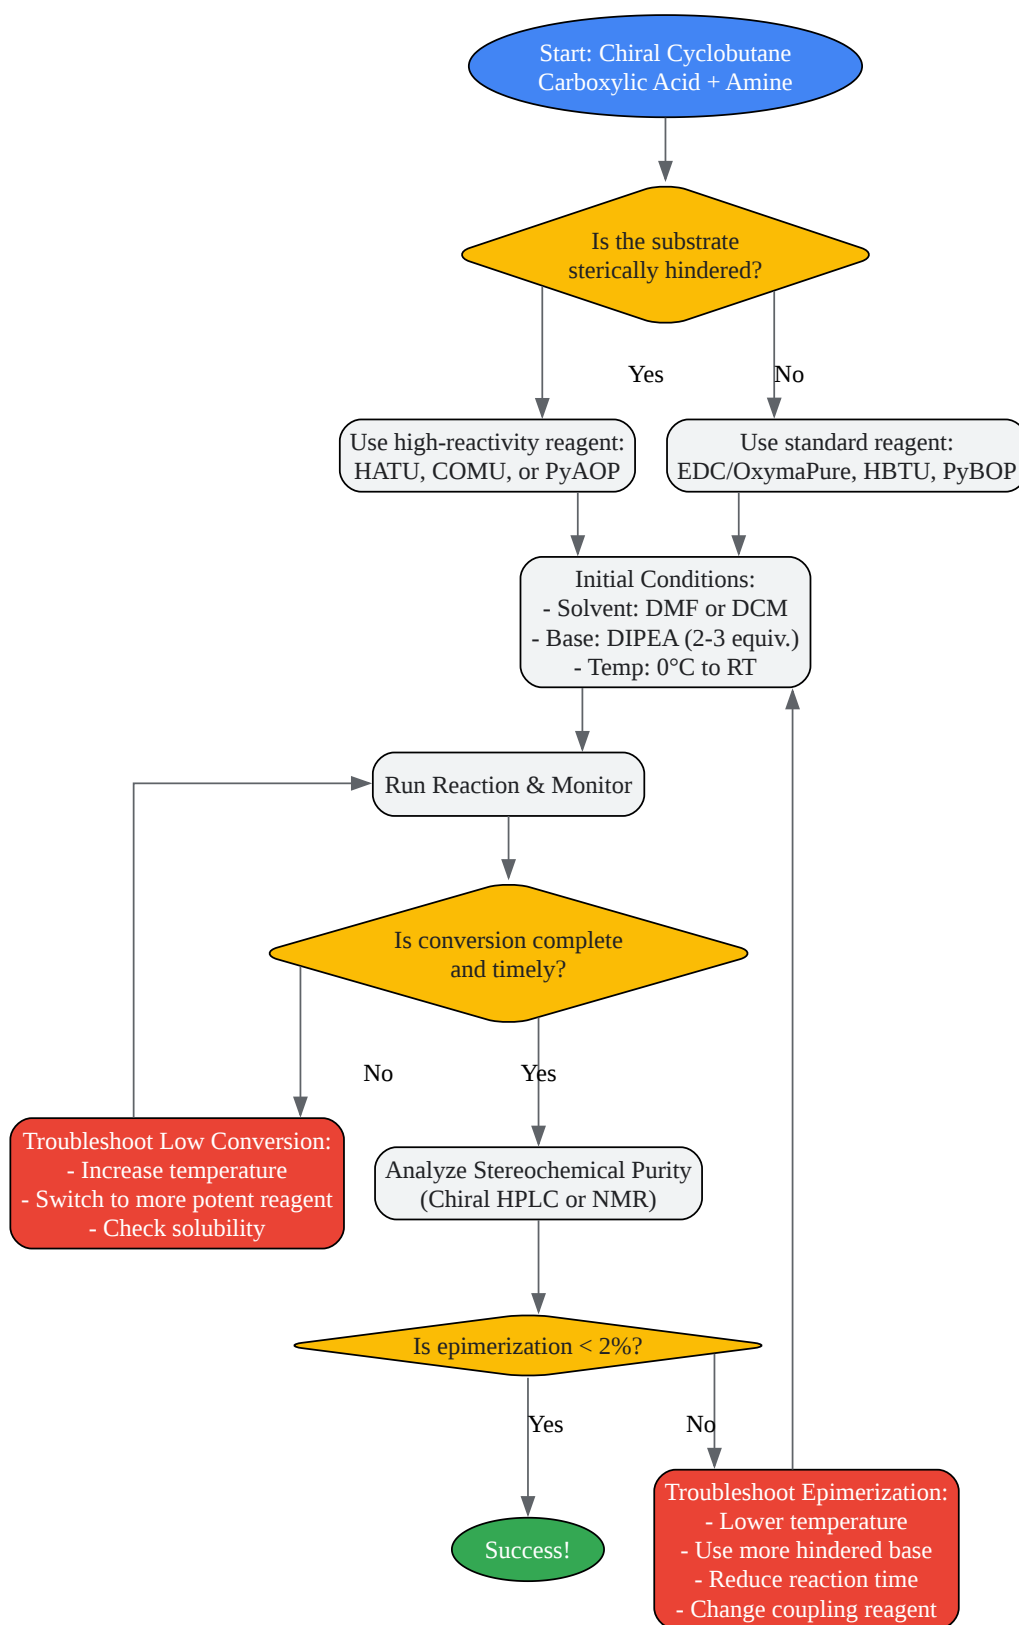 Start: Chiral Cyclobutane
Carboxylic Acid + Amine
Is the substrate
sterically hindered?
Yes
No
Use high-reactivity reagent:
HATU, COMU, or PyAOP
Use standard reagent:
EDC/OxymaPure, HBTU, PyBOP
Initial Conditions:
- Solvent: DMF or DCM
- Base: DIPEA (2-3 equiv.)
- Temp: 0°C to RT
Run Reaction & Monitor
Is conversion complete
and timely?
No
Yes
Troubleshoot Low Conversion:
- Increase temperature
- Switch to more potent reagent
- Check solubility
Analyze Stereochemical Purity
(Chiral HPLC or NMR)
Is epimerization < 2%?
Yes
No
Success!
Troubleshoot Epimerization:
- Lower temperature
- Use more hindered base
- Reduce reaction time
- Change coupling reagent